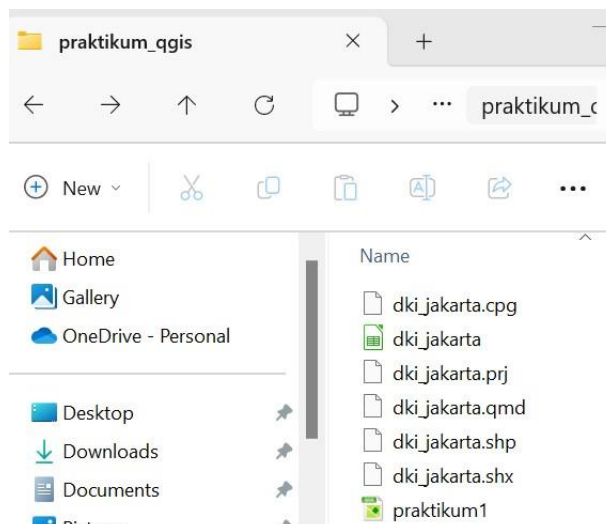 praktikum_qgis
praktikum_c
New
Home
Gallery
OneDrive - Personal
Desktop
Downloads
Documents
Name
dki_jakarta.cpg
dki_jakarta
dki_jakarta.prj
dki_jakarta.qmd
dki_jakarta.shp
dki_jakarta.shx
praktikum1